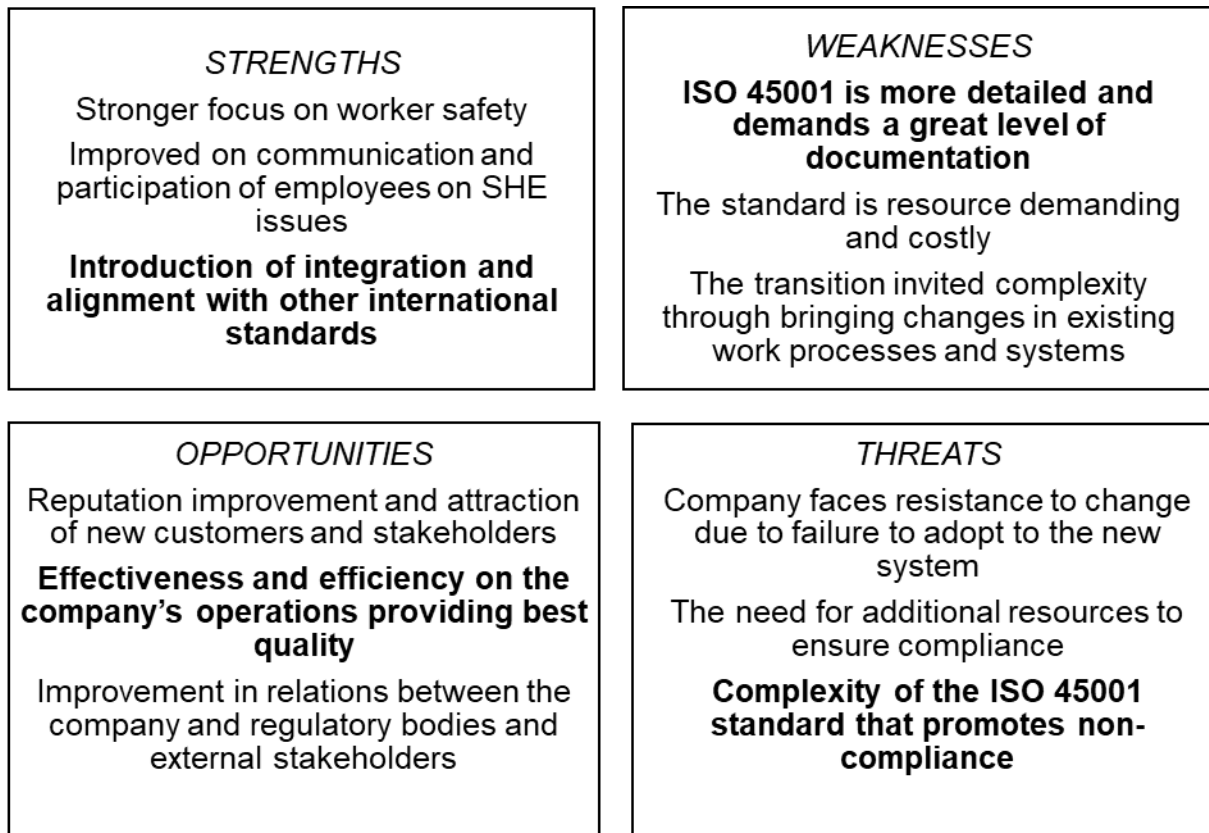 STRENGTHS
Stronger focus on worker safety
Improved on communication and
participation of employees on SHE
issues
Introduction of integration and
alignment with other international
standards
WEAKNESSES
ISO 45001 is more detailed and
demands a great level of
documentation
The standard is resource demanding
and costly
The transition invited complexity
through bringing changes in existing
work processes and systems
OPPORTUNITIES
Reputation improvement and attraction
of new customers and stakeholders
Effectiveness and efficiency on the
company’s operations providing best
quality
Improvement in relations between the
company and regulatory bodies and
external stakeholders
THREATS
Company faces resistance to change
due to failure to adopt to the new
system
The need for additional resources to
ensure compliance
Complexity of the ISO 45001
standard that promotes non-
compliance